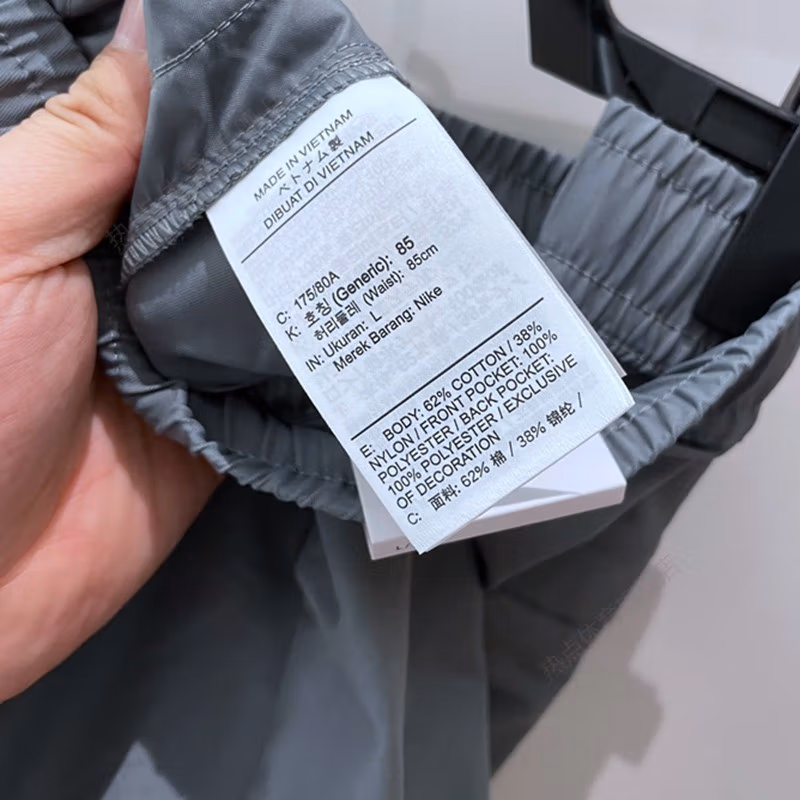 MADE IN VIETNAM
ベトナム製
DIBUAT DI VIETNAM
C: 175/80A
K: 호칭 (Generic): 85
허리둘레 (Waist): 85cm
IN: Ukuran: L
Merek Barang: Nike
E: BODY: 62% COTTON / 38%
NYLON / FRONT POCKET: 100%
POLYESTER / BACK POCKET:
100% POLYESTER / EXCLUSIVE
OF DECORATION
C: 面料: 62% 棉 / 38% 锦纶 /